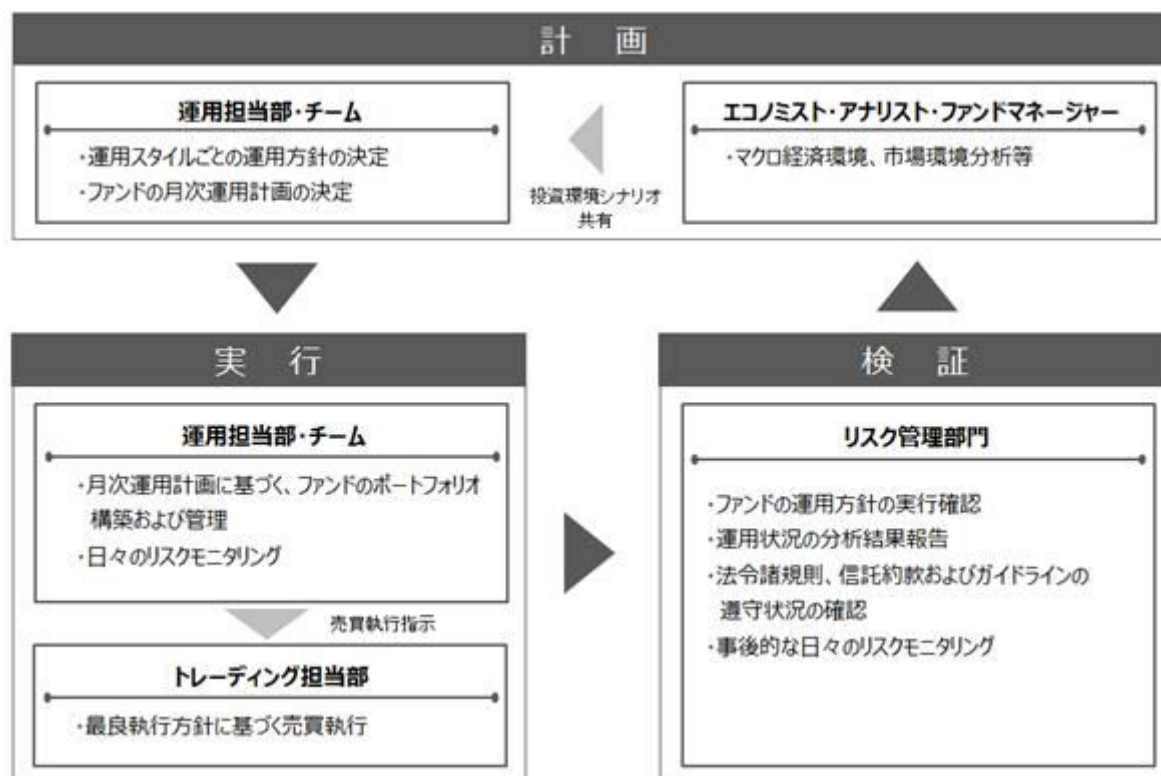 計 画
運用担当部・チーム
・運用スタイルごとの運用方針の決定
・ファンドの月次運用計画の決定
投資環境シナリオ
共有
エコノミスト・アナリスト・ファンドマネージャー
・マクロ経済環境、市場環境分析等
実 行
運用担当部・チーム
・月次運用計画に基づく、ファンドのポートフォリオ
構築および管理
・日々のリスクモニタリング
売買執行指示
トレーディング担当部
・最良執行方針に基づく売買執行
検 証
リスク管理部門
・ファンドの運用方針の実行確認
・運用状況の分析結果報告
・法令諸規則、信託約款およびガイドラインの
遵守状況の確認
・事後的な日々のリスクモニタリング